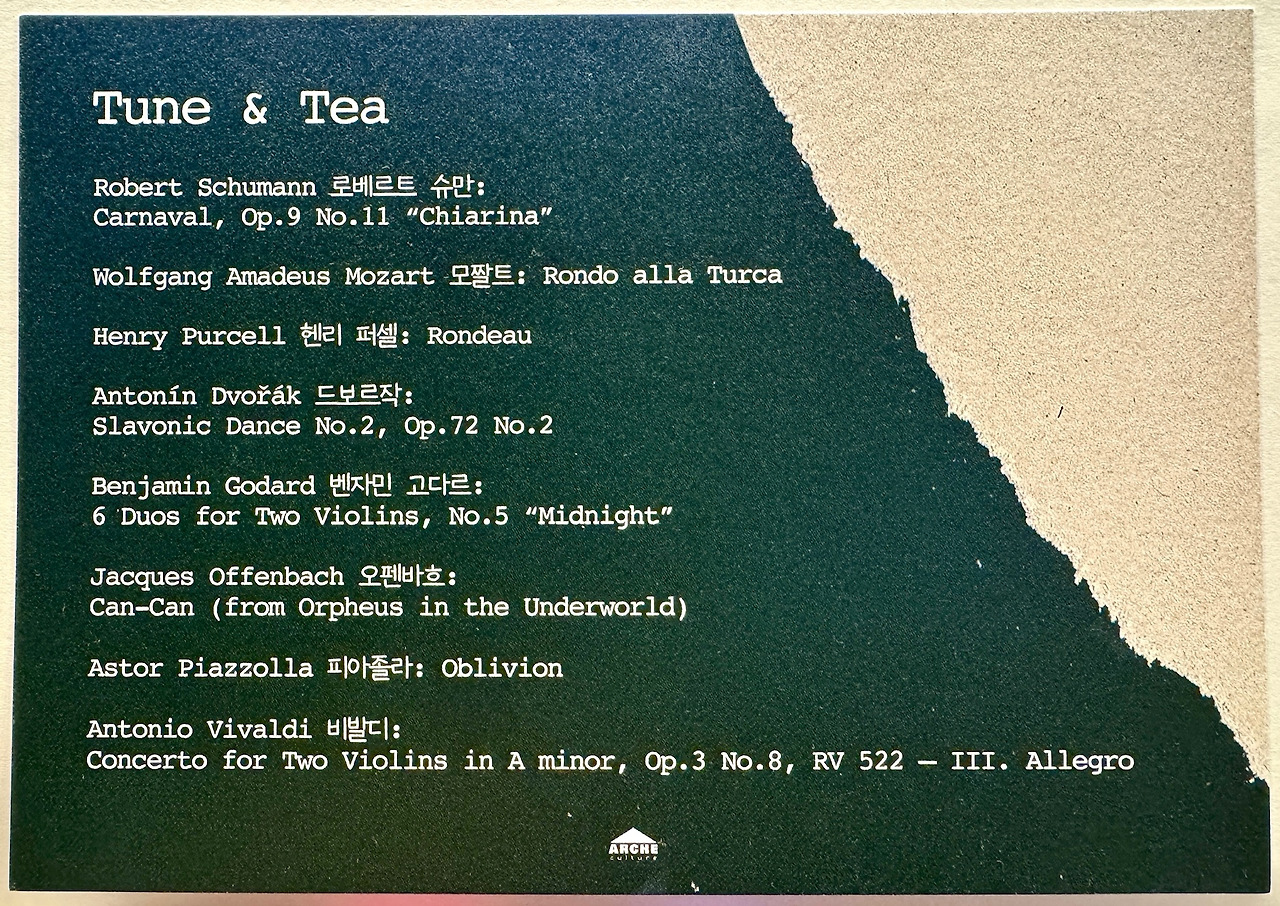 Tune & Tea
Robert Schumann 로베르트 슈만:
Carnaval, Op.9 No.11 “Chiarina”
Wolfgang Amadeus Mozart 모짤트: Rondo alla Turca
Henry Purcell 헨리 퍼셀: Rondeau
Antonín Dvořák 드보르작:
Slavonic Dance No.2, Op.72 No.2
Benjamin Godard 벤자민 고다르:
6 Duos for Two Violins, No.5 “Midnight”
Jacques Offenbach 오펜바흐:
Can-Can (from Orpheus in the Underworld)
Astor Piazzolla 피아졸라: Oblivion
Antonio Vivaldi 비발디:
Concerto for Two Violins in A minor, Op.3 No.8, RV 522 – III. Allegro
ARCHE
culture